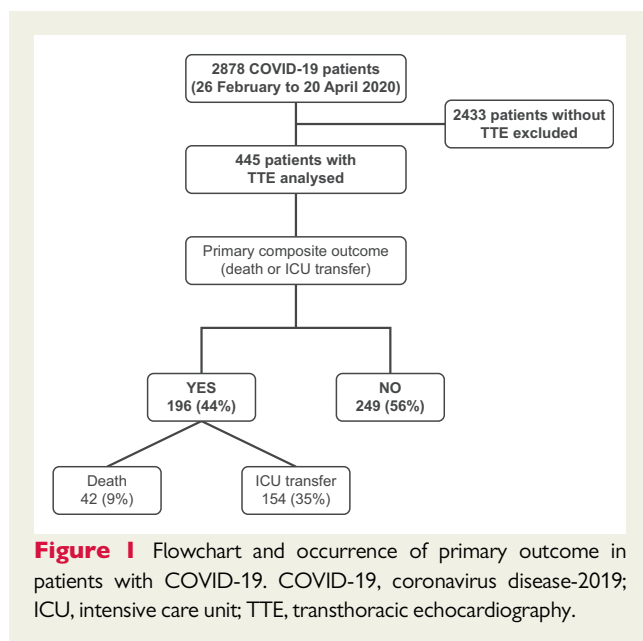 2878 COVID-19 patients
(26 February to 20 April 2020)
2433 patients without
TTE excluded
445 patients with
TTE analysed
Primary composite outcome
(death or ICU transfer)
YES
196 (44%)
NO
249 (56%)
Death
42 (9%)
ICU transfer
154 (35%)
Figure 1 Flowchart and occurrence of primary outcome in
patients with COVID-19. COVID-19, coronavirus disease-2019;
ICU, intensive care unit; TTE, transthoracic echocardiography.